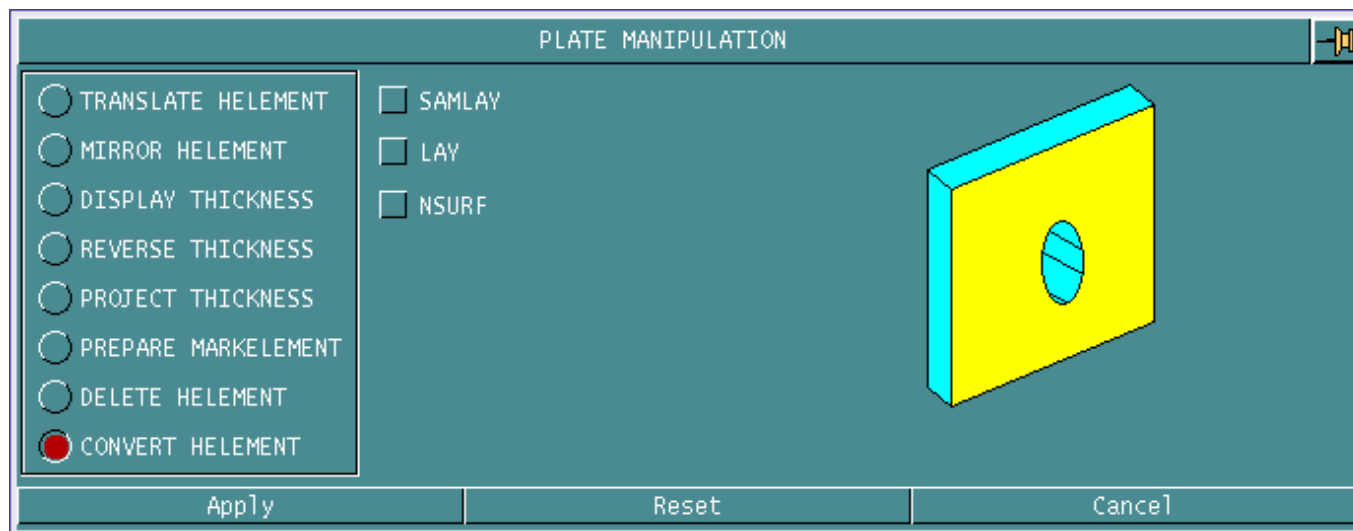 PLATE MANIPULATION
TRANSLATE HELEMENT
MIRROR HELEMENT
DISPLAY THICKNESS
REVERSE THICKNESS
PROJECT THICKNESS
PREPARE MARKELEMENT
DELETE HELEMENT
CONVERT HELEMENT
SAMLAY
LAY
NSURF
Apply Reset Cancel